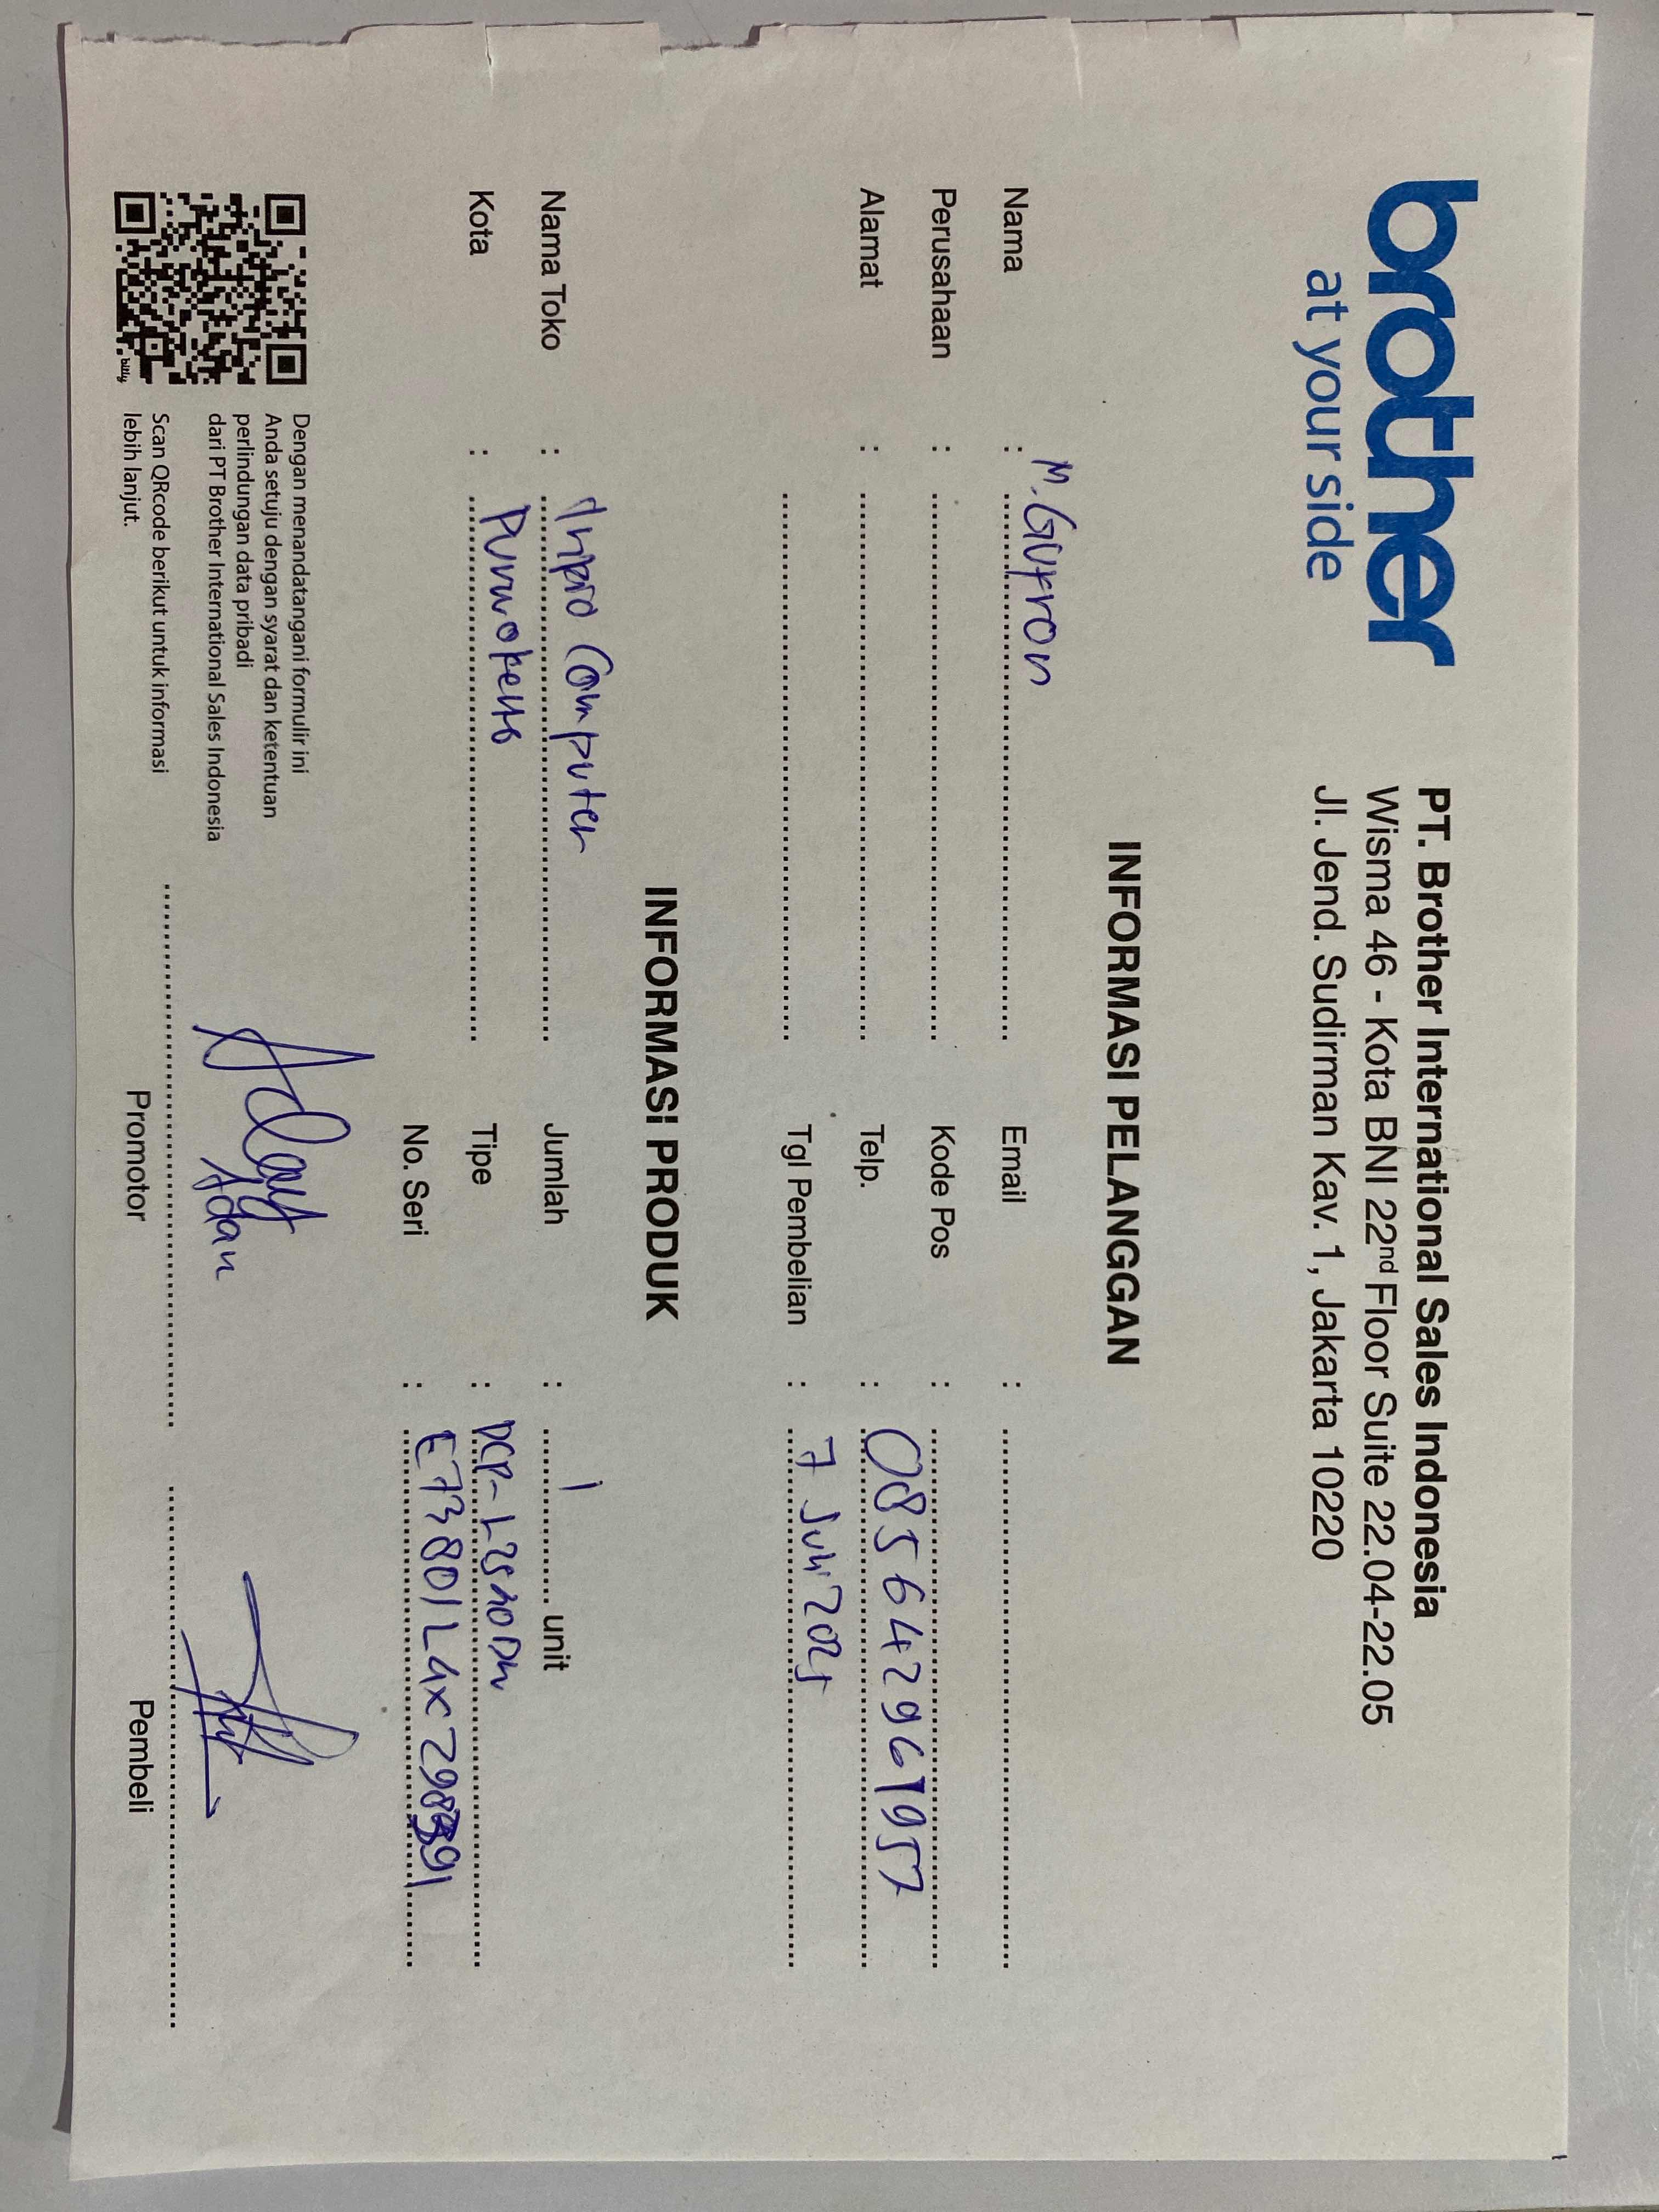 brother
at your side
PT. Brother International Sales Indonesia
Wisma 46 - Kota BNI 22nd Floor Suite 22.04-22.05
Jl. Jend. Sudirman Kav. 1, Jakarta 10220
INFORMASI PELANGGAN
Nama : M. Gufron Email :
Perusahaan : Kode Pos :
Alamat : Telp. : 085642961957
Tgl Pembelian : 7 Juli 2025
INFORMASI PRODUK
Nama Toko : Inpro Computer Jumlah : 1 unit
Kota : Purwokerto Tipe :
No. Seri :
Dengan menandatangani formulir ini
Anda setuju dengan syarat dan ketentuan
perlindungan data pribadi
dari PT Brother International Sales Indonesia
Scan QRcode berikut untuk informasi
lebih lanjut.
bitly
Adan
Promotor Pembeli